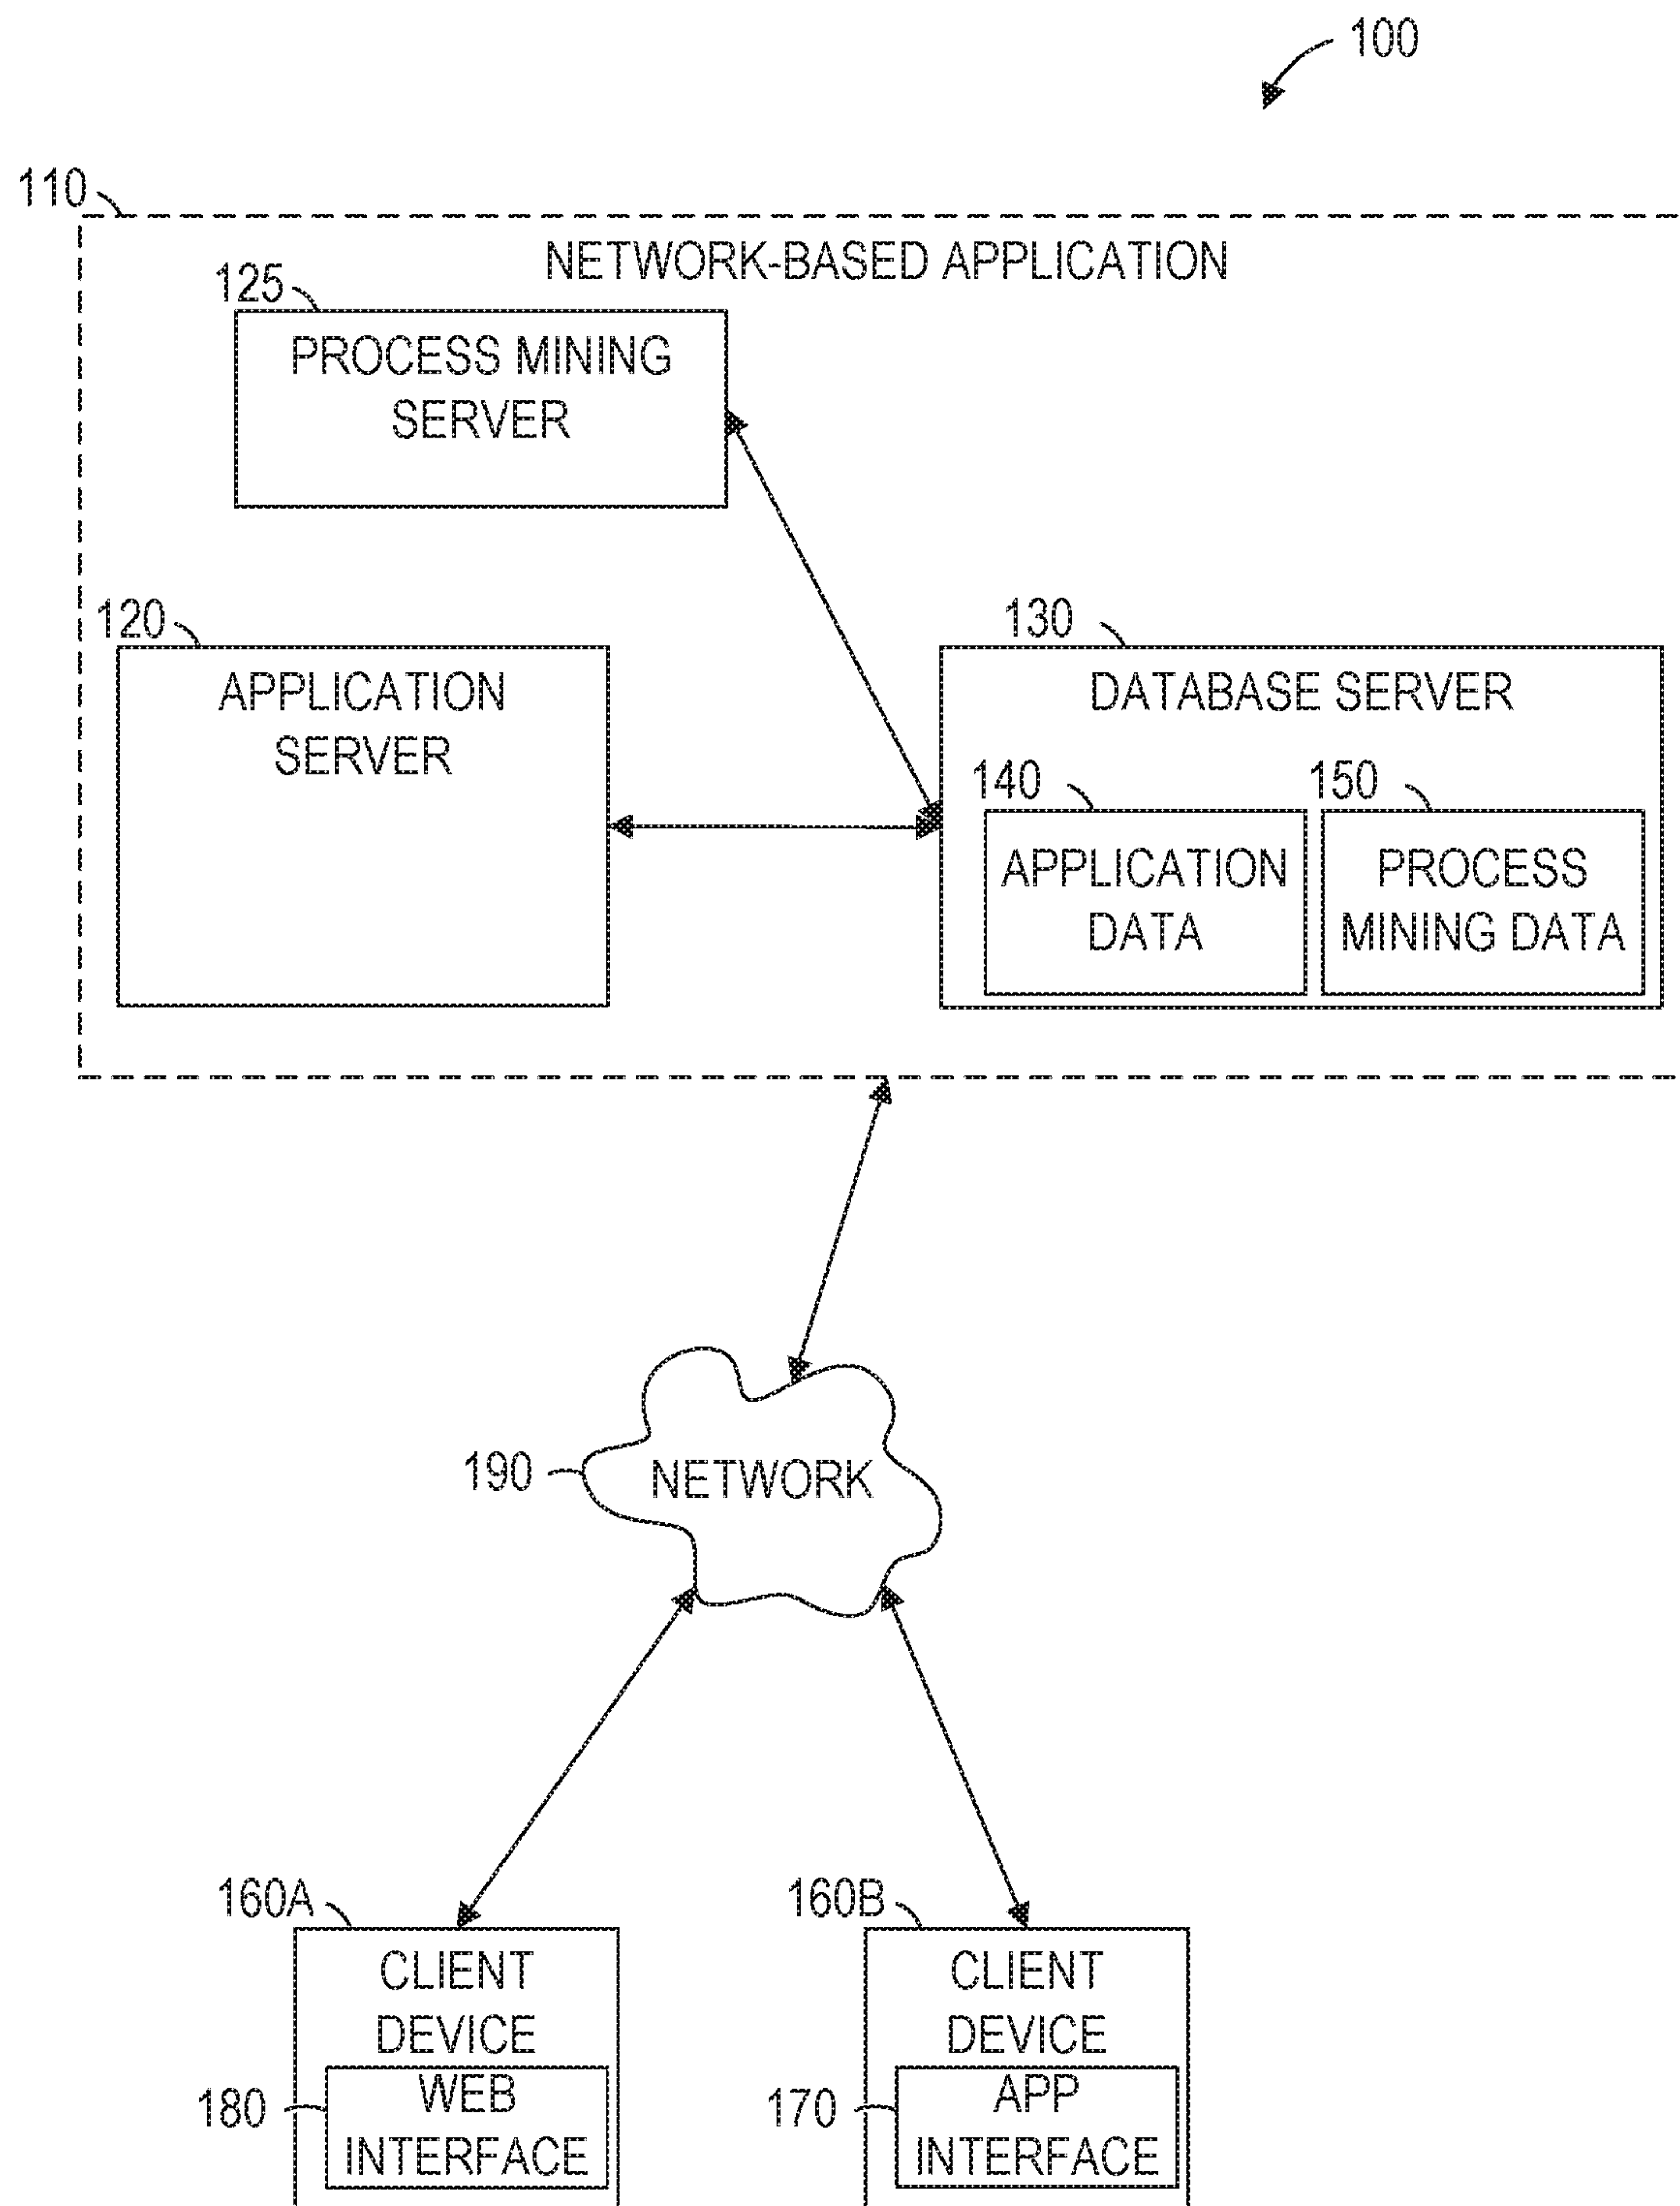 100
110
NETWORK-BASED APPLICATION
125
PROCESS MINING
SERVER
120
APPLICATION
SERVER
130
DATABASE SERVER
140
APPLICATION
DATA
150
PROCESS
MINING DATA
190
NETWORK
160A
CLIENT
DEVICE
180
WEB
INTERFACE
160B
CLIENT
DEVICE
170
APP
INTERFACE